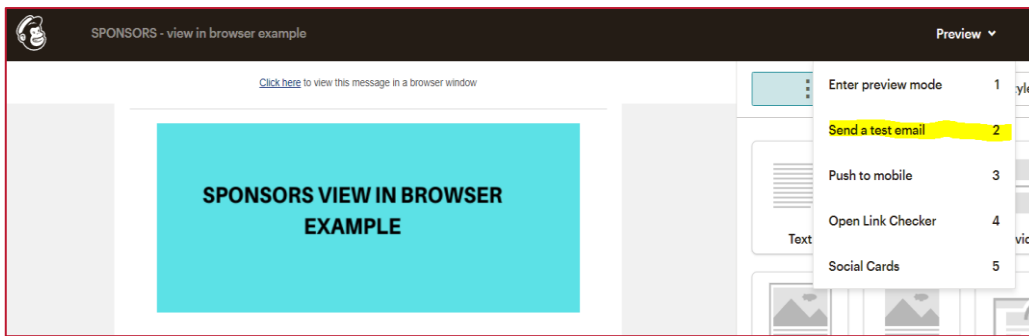 SPONSORS - view in browser example
Preview
Click here to view this message in a browser window
SPONSORS VIEW IN BROWSER
EXAMPLE
Enter preview mode 1
Send a test email 2
Push to mobile 3
Open Link Checker 4
Social Cards 5
Text